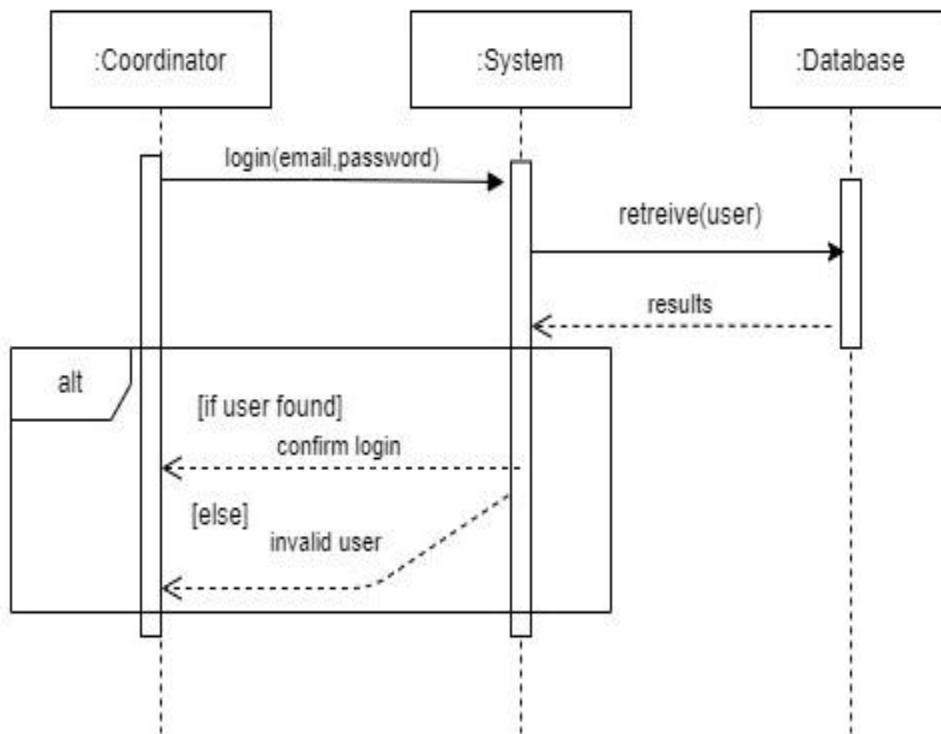 :Coordinator
:System
:Database
login(email,password)
retreive(user)
results
alt
[if user found]
confirm login
[else]
invalid user